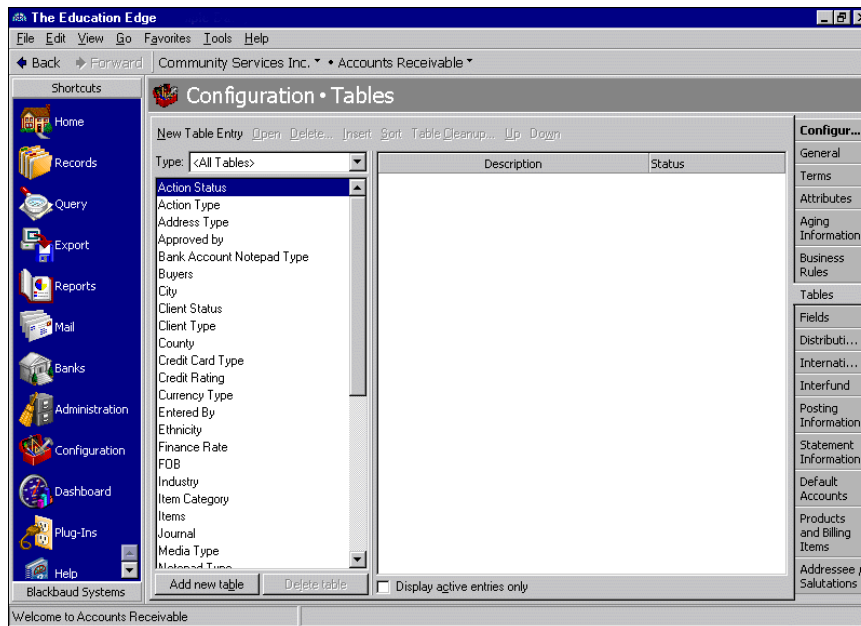 The Education Edge
File Edit View Go Favorites Tools Help
Back Forward Community Services Inc. • Accounts Receivable
Shortcuts
Home
Records
Query
Export
Reports
Mail
Banks
Administration
Configuration
Dashboard
Plug-Ins
Help
Blackbaud Systems
Configuration • Tables
New Table Entry Open Delete... Insert Sort Table Cleanup... Up Down
Type: <All Tables>
Action Status
Action Type
Address Type
Approved by
Bank Account Notepad Type
Buyers
City
Client Status
Client Type
County
Credit Card Type
Credit Rating
Currency Type
Entered By
Ethnicity
Finance Rate
FOB
Industry
Item Category
Items
Journal
Media Type
Notepad Type
Add new table Delete table
Description Status
Display active entries only
Configur...
General
Terms
Attributes
Aging
Information
Business
Rules
Tables
Fields
Distributi...
Internati...
Interfund
Posting
Information
Statement
Information
Default
Accounts
Products
and Billing
Items
Addressee /
Salutations
Welcome to Accounts Receivable